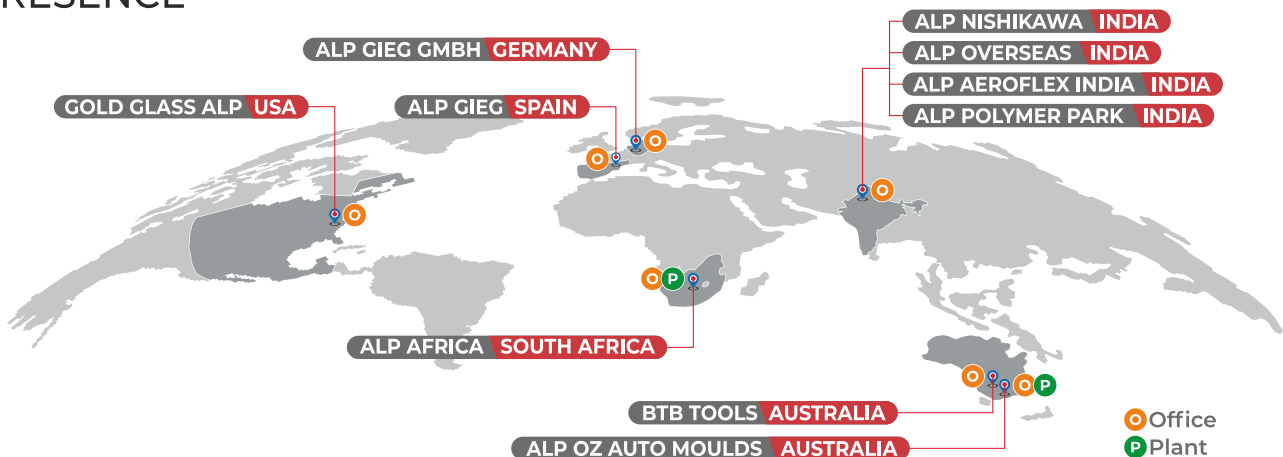 RESENCE
ALP NISHIKAWA INDIA
ALP OVERSEAS INDIA
ALP AEROFLEX INDIA INDIA
ALP POLYMER PARK INDIA
ALP GIEG GMBH GERMANY
GOLD GLASS ALP USA
ALP GIEG SPAIN
O
O
O
O
O P
ALP AFRICA SOUTH AFRICA
O
O P
BTB TOOLS AUSTRALIA
ALP OZ AUTO MOULDS AUSTRALIA
O Office
P Plant